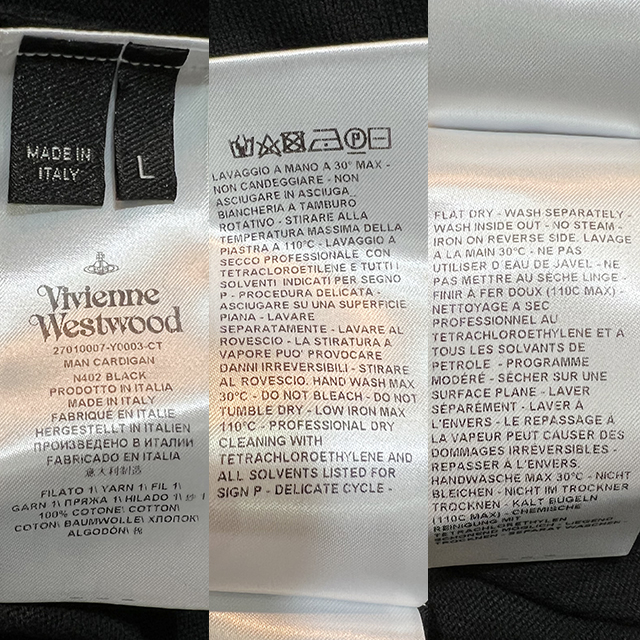 MADE IN
ITALY
L
Vivienne
Westwood
27010007-Y0003-CT
MAN CARDIGAN
N402 BLACK
PRODOTTO IN ITALIA
MADE IN ITALY
FABRIQUÉ EN ITALIE
HERGESTELLT IN ITALIEN
ПРОИЗВЕДЕНО В ИТАЛИИ
FABRICADO EN ITALIA
意大利制造
FILATO 1\ YARN 1\ FIL 1\
GARN 1\ ПРЯЖА 1\ HILADO 1\ 纱 1
100% COTONE\ COTTON\
COTON\ BAUMWOLLE\ ХЛОПОК\
ALGODÓN\ 棉
LAVAGGIO A MANO A 30° MAX -
NON CANDEGGIARE - NON
ASCIUGARE IN ASCIUGA
BIANCHERIA A TAMBURO
ROTATIVO - STIRARE ALLA
TEMPERATURA MASSIMA DELLA
PIASTRA A 110°C - LAVAGGIO A
SECCO PROFESSIONALE CON
TETRACLOROETILENE E TUTTI I
SOLVENTI INDICATI PER SEGNO
P - PROCEDURA DELICATA -
ASCIUGARE SU UNA SUPERFICIE
PIANA - LAVARE
SEPARATAMENTE - LAVARE AL
ROVESCIO - LA STIRATURA A
VAPORE PUO' PROVOCARE
DANNI IRREVERSIBILI - STIRARE
AL ROVESCIO. HAND WASH MAX
30°C - DO NOT BLEACH - DO NOT
TUMBLE DRY - LOW IRON MAX
110°C - PROFESSIONAL DRY
CLEANING WITH
TETRACHLOROETHYLENE AND
ALL SOLVENTS LISTED FOR
SIGN P - DELICATE CYCLE -
FLAT DRY - WASH SEPARATELY -
WASH INSIDE OUT - NO STEAM -
IRON ON REVERSE SIDE. LAVAGE
A LA MAIN 30°C - NE PAS
UTILISER D'EAU DE JAVEL - NE
PAS METTRE AU SÈCHE LINGE -
FINIR À FER DOUX (110C MAX) -
NETTOYAGE A SEC
PROFESSIONNEL AU
TETRACHLOROETHYLENE ET A
TOUS LES SOLVANTS DE
PETROLE - PROGRAMME
MODÉRÉ - SÉCHER SUR UNE
SURFACE PLANE - LAVER
SÉPARÉMENT - LAVER À
L'ENVERS - LE REPASSAGE À
LA VAPEUR PEUT CAUSER DES
DOMMAGES IRRÉVERSIBLES -
REPASSER À L'ENVERS.
HANDWÄSCHE MAX 30°C - NICHT
BLEICHEN - NICHT IM TROCKNER
TROCKNEN - KALT BÜGELN
(110C MAX) - CHEMISCHE
REINIGUNG MIT
TETRACHLORETHYLEN